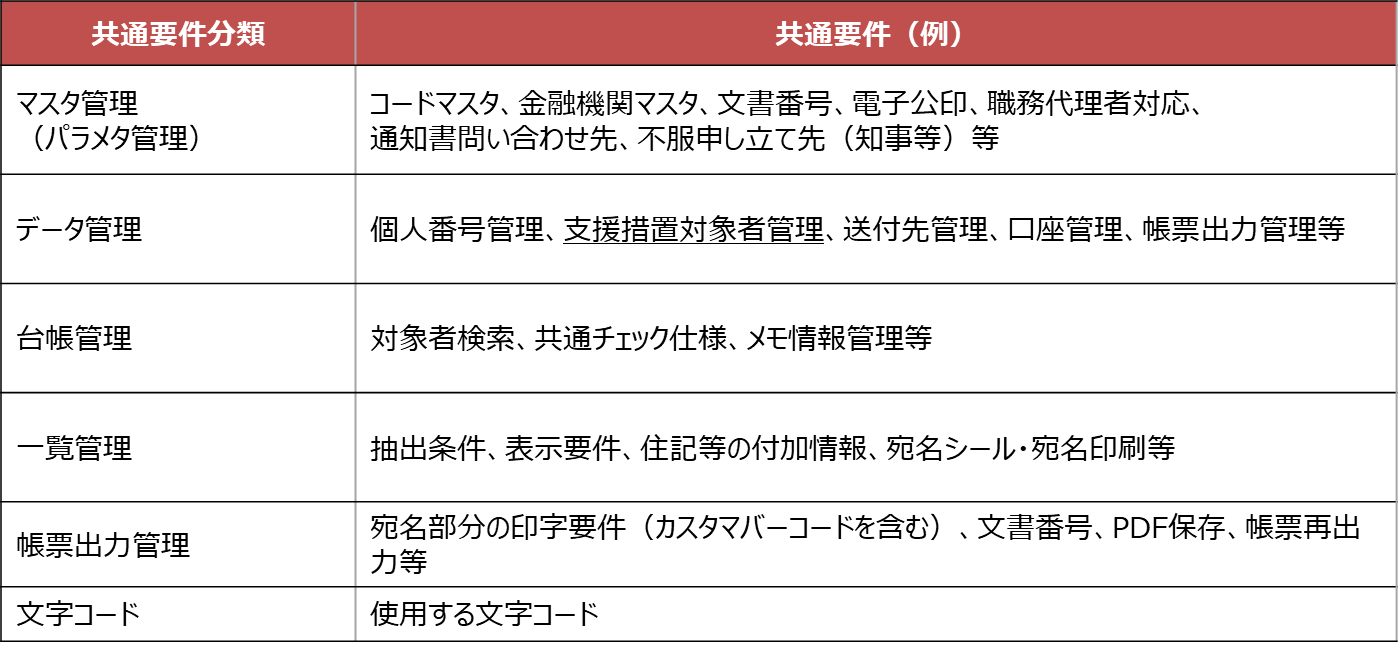 共通要件分類
共通要件（例）
マスタ管理
（パラメタ管理）
コードマスタ、金融機関マスタ、文書番号、電子公印、職務代理者対応、
通知書問い合わせ先、不服申し立て先（知事等）等
データ管理
個人番号管理、支援措置対象者管理、送付先管理、口座管理、帳票出力管理等
台帳管理
対象者検索、共通チェック仕様、メモ情報管理等
一覧管理
抽出条件、表示要件、住記等の付加情報、宛名シール・宛名印刷等
帳票出力管理
宛名部分の印字要件（カスタマバーコードを含む）、文書番号、PDF保存、帳票再出
力等
文字コード
使用する文字コード